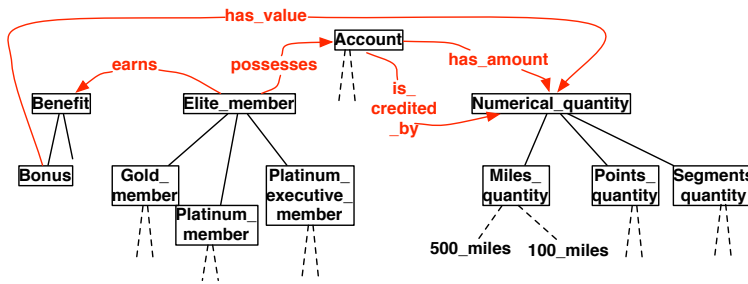 has_value
Account
earns
possesses
has_amount
is_
credited
_by
Benefit
Elite_member
Numerical_quantity
Bonus
Gold_
member
Platinum_
member
Platinum_
executive_
member
Miles_
quantity
Points_
quantity
Segments
quantity
500_miles
100_miles